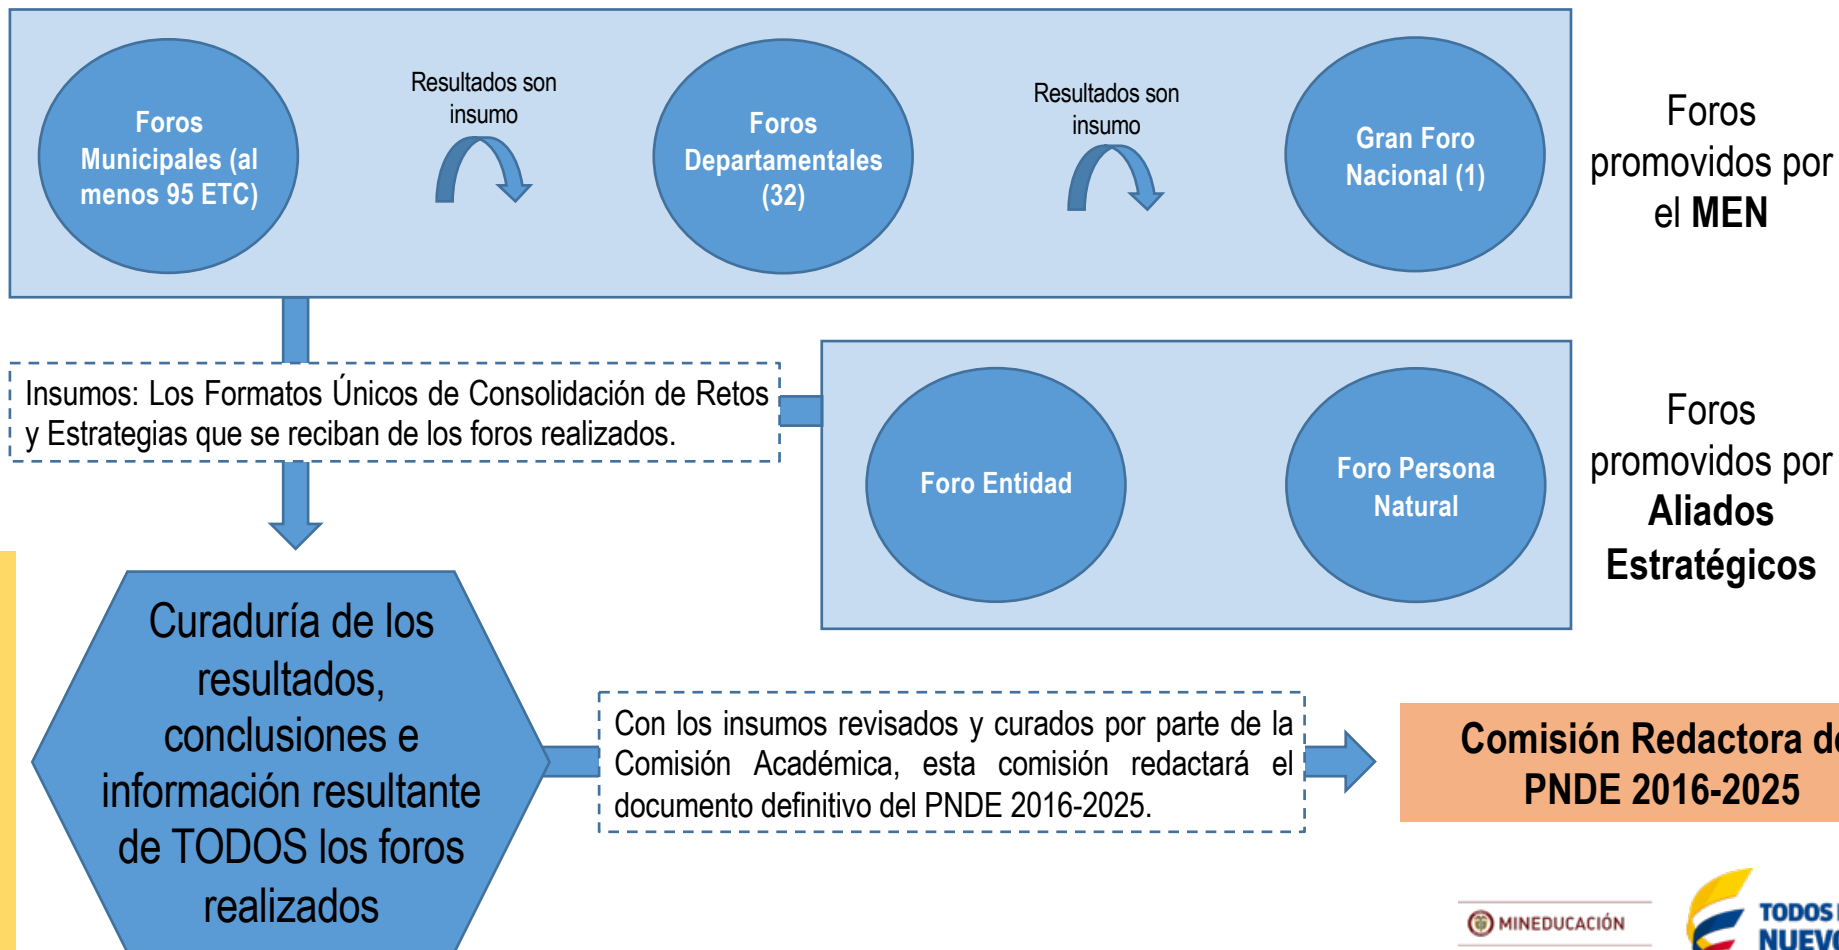 Foros
Municipales (al
menos 95 ETC)
Resultados son
insumo
Foros
Departamentales
(32)
Resultados son
insumo
Gran Foro
Nacional (1)
Foros
promovidos por
el MEN
Insumos: Los Formatos Únicos de Consolidación de Retos
y Estrategias que se reciban de los foros realizados.
Foro Entidad
Foro Persona
Natural
Foros
promovidos por
Aliados
Estratégicos
Curaduría de los
resultados,
conclusiones e
información resultante
de TODOS los foros
realizados
Con los insumos revisados y curados por parte de la
Comisión Académica, esta comisión redactará el
documento definitivo del PNDE 2016-2025.
Comisión Redactora
PNDE 2016-2025
MINEDUCACIÓN
TODOS
NUEVO